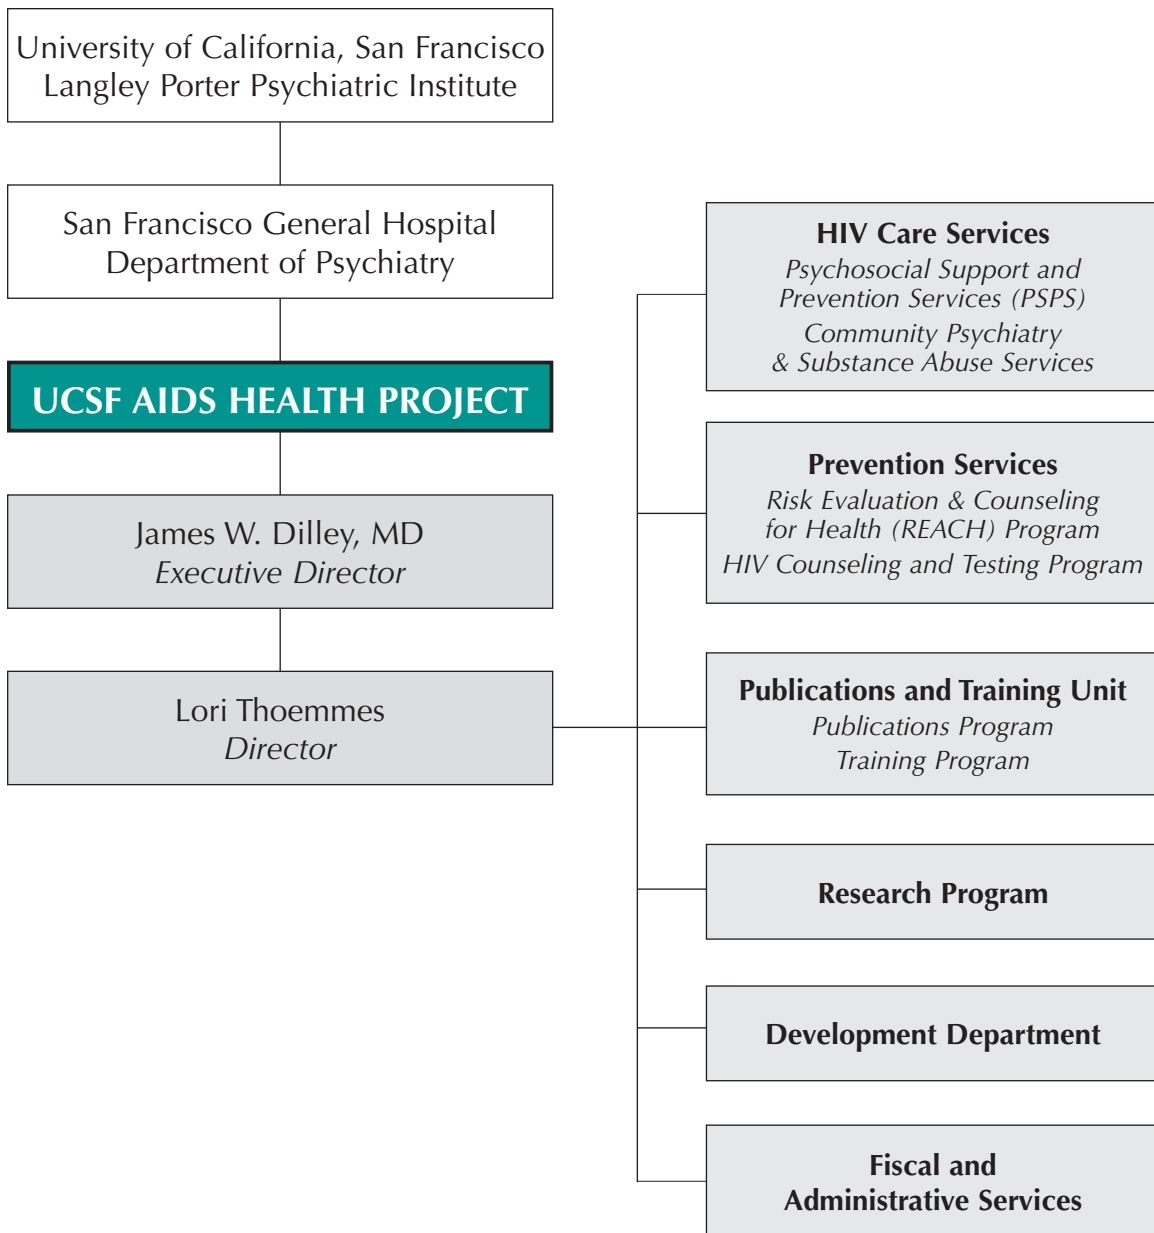 University of California, San Francisco
Langley Porter Psychiatric Institute
San Francisco General Hospital
Department of Psychiatry
UCSF AIDS HEALTH PROJECT
James W. Dilley, MD
Executive Director
Lori Thoemmes
Director
HIV Care Services
Psychosocial Support and
Prevention Services (PSPS)
Community Psychiatry
& Substance Abuse Services
Prevention Services
Risk Evaluation & Counseling
for Health (REACH) Program
HIV Counseling and Testing Program
Publications and Training Unit
Publications Program
Training Program
Research Program
Development Department
Fiscal and
Administrative Services